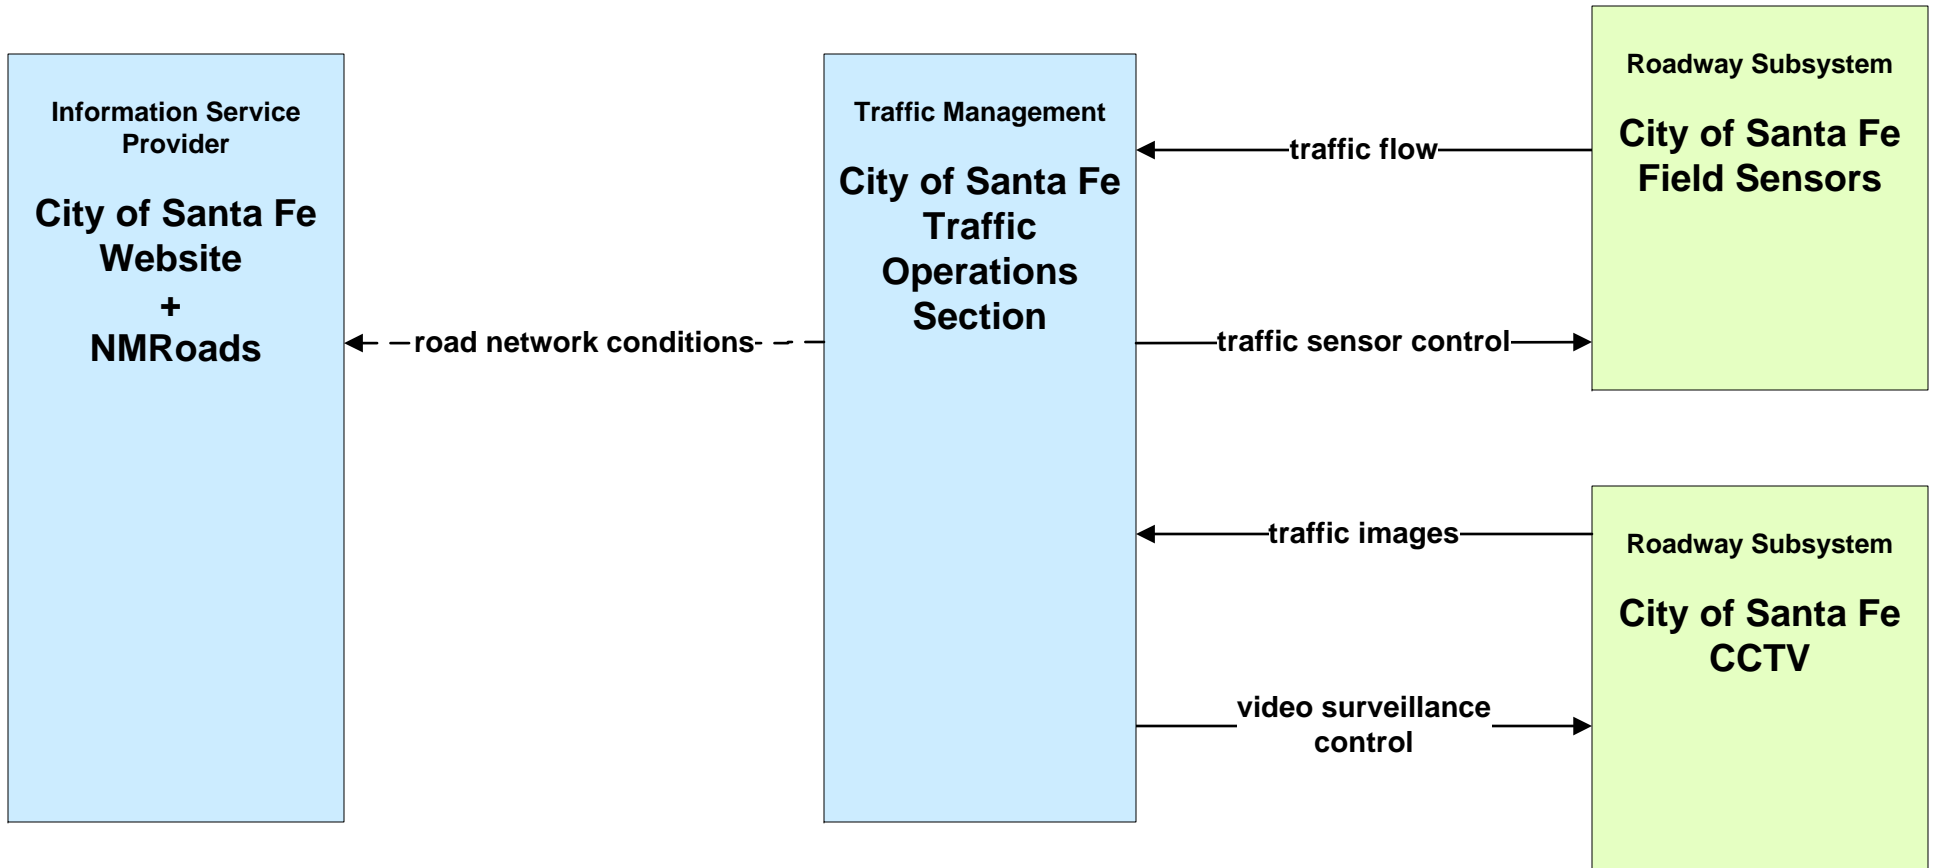 Information Service
Provider
City of Santa Fe
Website
+
NMRoads
road network conditions
Traffic Management
City of Santa Fe
Traffic
Operations
Section
traffic flow
traffic sensor control
traffic images
video surveillance
control
Roadway Subsystem
City of Santa Fe
Field Sensors
Roadway Subsystem
City of Santa Fe
CCTV